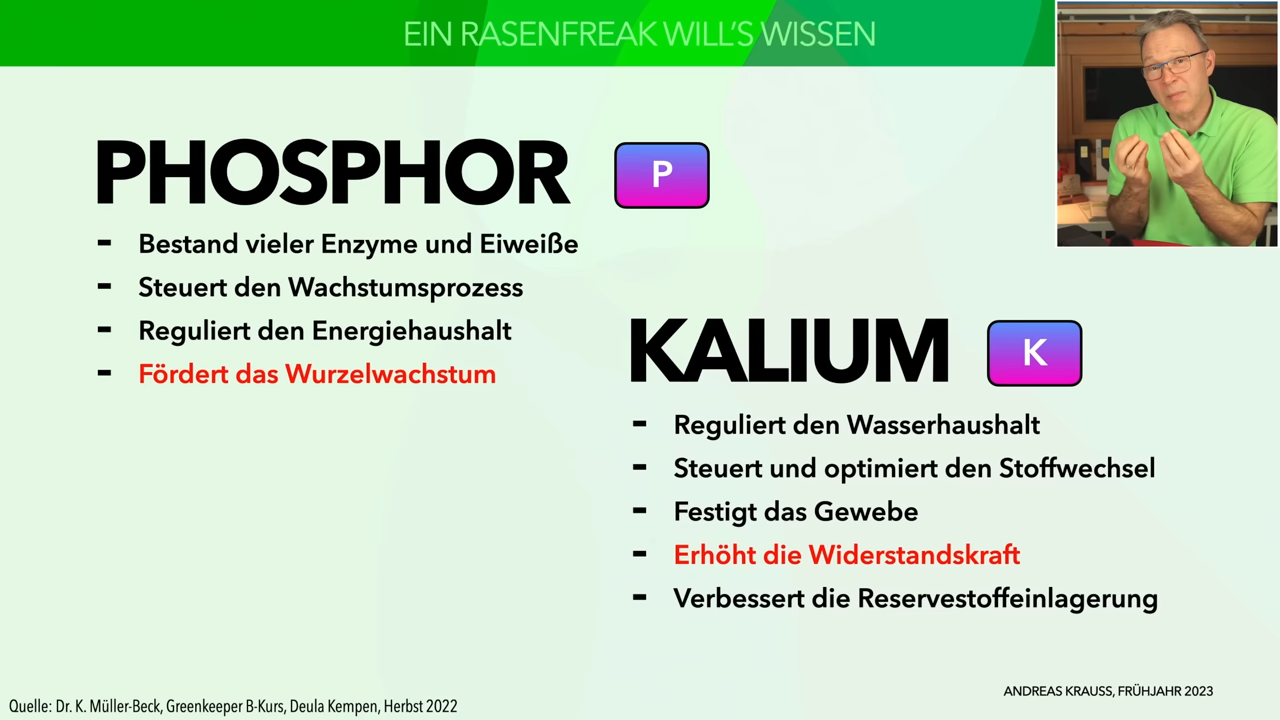 EIN RASENFREAK WILL'S WISSEN
PHOSPHOR P
- Bestand vieler Enzyme und Eiweiße
- Steuert den Wachstumsprozess
- Reguliert den Energiehaushalt
- Fördert das Wurzelwachstum
KALIUM K
- Reguliert den Wasserhaushalt
- Steuert und optimiert den Stoffwechsel
- Festigt das Gewebe
- Erhöht die Widerstandskraft
- Verbessert die Reservestoffeinlagerung
Quelle: Dr. K. Müller-Beck, Greenkeeper B-Kurs, Deula Kempen, Herbst 2022
ANDREAS KRAUSS, FRÜHJAHR 2023